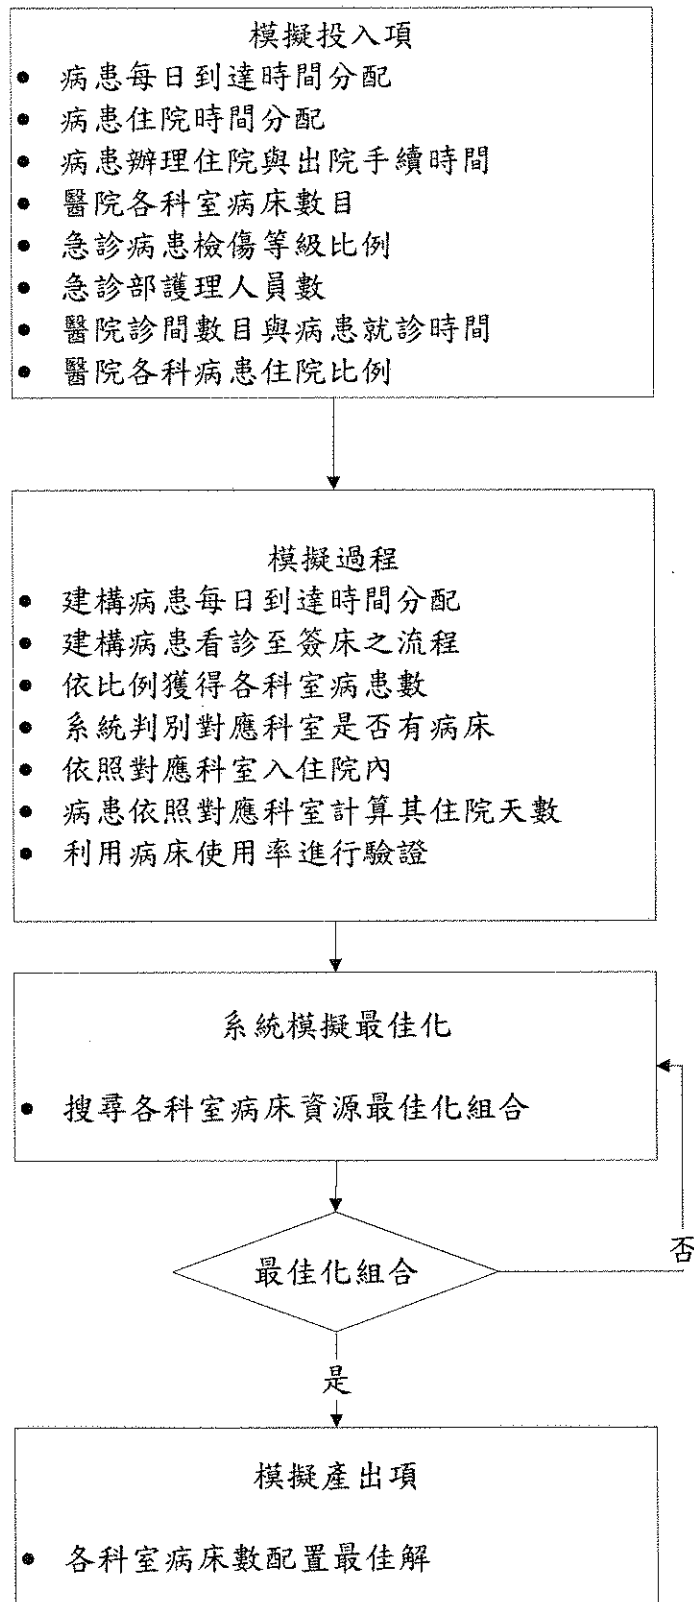 模擬投入項
• 病患每日到達時間分配
• 病患住院時間分配
• 病患辦理住院與出院手續時間
• 醫院各科室病床數目
• 急診病患檢傷等級比例
• 急診部護理人員數
• 醫院診間數目與病患就診時間
• 醫院各科病患住院比例
模擬過程
• 建構病患每日到達時間分配
• 建構病患看診至簽床之流程
• 依比例獲得各科室病患數
• 系統判別對應科室是否有病床
• 依照對應科室入住院內
• 病患依照對應科室計算其住院天數
• 利用病床使用率進行驗證
系統模擬最佳化
• 搜尋各科室病床資源最佳化組合
最佳化組合
否
是
模擬產出項
• 各科室病床數配置最佳解